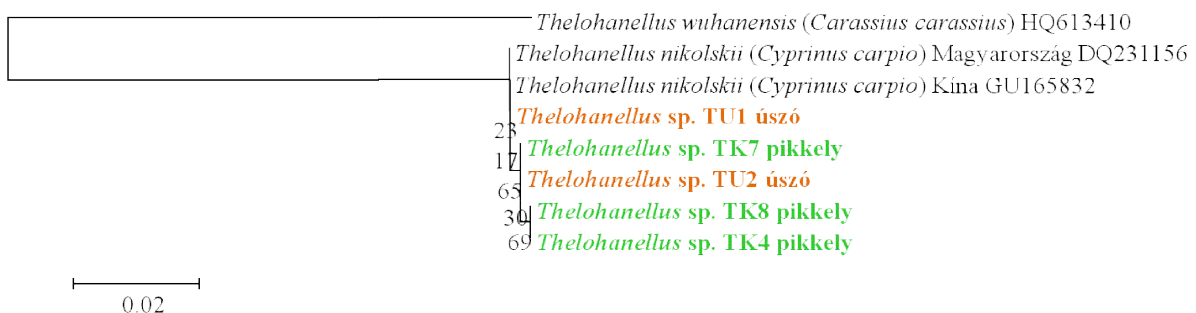 Thelohanellus wuhanensis (Carassius carassius) HQ613410
Thelohanellus nikolskii (Cyprinus carpio) Magyarország DQ231156
Thelohanellus nikolskii (Cyprinus carpio) Kína GU165832
Thelohanellus sp. TU1 úszó
23
Thelohanellus sp. TK7 pikkely
17
Thelohanellus sp. TU2 úszó
65
Thelohanellus sp. TK8 pikkely
30
69 Thelohanellus sp. TK4 pikkely
0.02